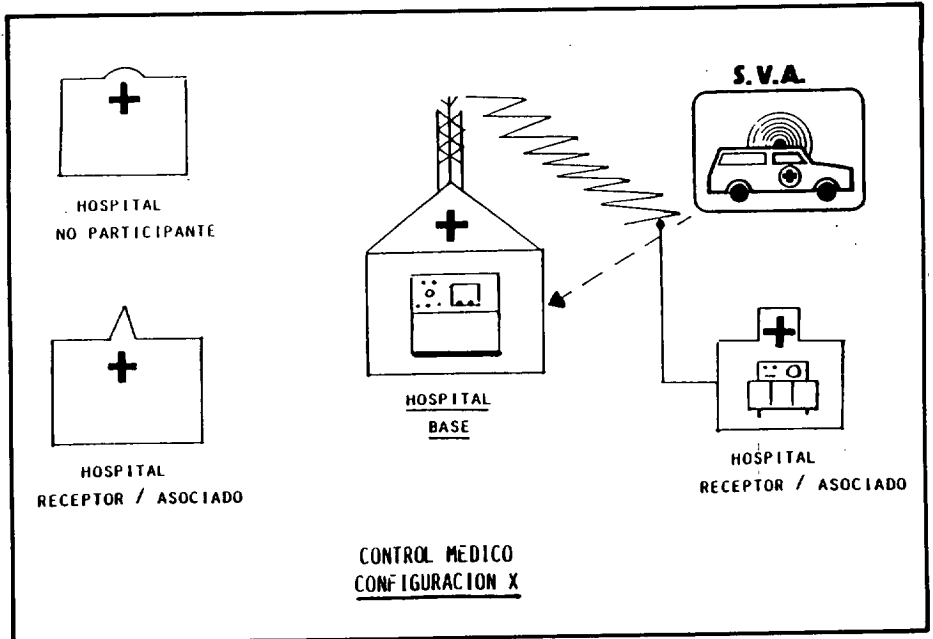 S.V.A.
HOSPITAL
NO PARTICIPANTE
HOSPITAL
BASE
HOSPITAL
RECEPTOR / ASOCIADO
HOSPITAL
RECEPTOR / ASOCIADO
CONTROL MEDICO
CONFIGURACION X